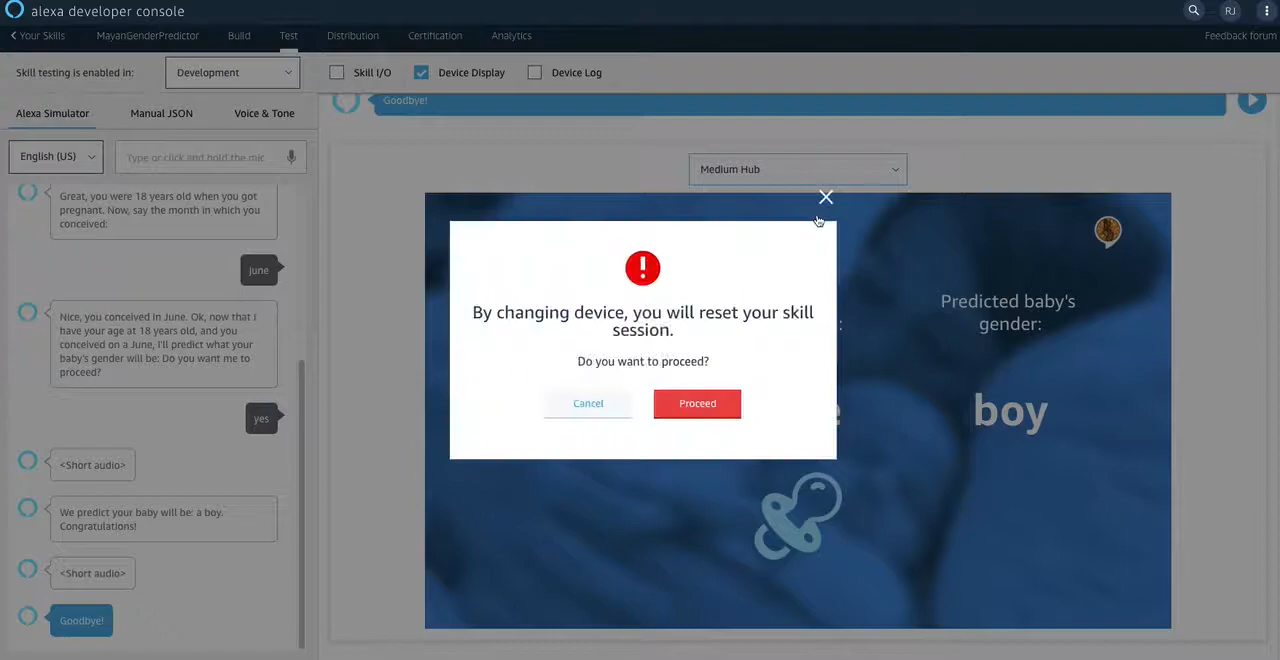 alexa developer console
RJ
Your Skills
MayanGenderPredictor
Build
Test
Distribution
Certification
Analytics
Feedback forum
Skill testing is enabled in:
Development
Skill I/O
Device Display
Device Log
Alexa Simulator
Manual JSON
Voice & Tone
English (US)
Type or click and hold the mic
Great, you were 18 years old when you got
pregnant. Now, say the month in which you
conceived:
june
Nice, you conceived in June. Ok, now that I
have your age at 18 years old, and you
conceived on a June, I'll predict what your
baby's gender will be: Do you want me to
proceed?
yes
<Short audio>
We predict your baby will be: a boy.
Congratulations!
<Short audio>
Goodbye!
Goodbye!
Medium Hub
By changing device, you will reset your skill
session.
Do you want to proceed?
Cancel
Proceed
Predicted baby's
gender:
boy